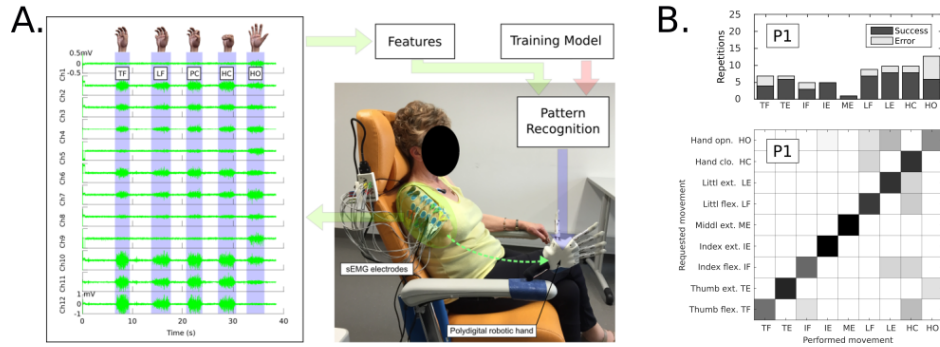 A.
0.5mV
0
-0.5
TF LF PC HC HO
Ch1
Ch2
Ch3
Ch4
Ch5
Ch6
Ch7
Ch8
Ch9
Ch10
Ch11
Ch12
1 mV
0
-1
0 10 20 30 40
Time (s)
Features
Training Model
Pattern
Recognition
sEMG electrodes
Polydigital robotic hand
B.
P1
Success
Error
Repetitions
25
20
15
10
5
0
TF TE IF IE ME LF LE HC HO
P1
Requested movement
Hand opn. HO
Hand clo. HC
Littl ext. LE
Littl flex. LF
Middl ext. ME
Index ext. IE
Index flex. IF
Thumb ext. TE
Thumb flex. TF
TF TE IF IE ME LF LE HC HO
Performed movement